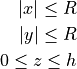 |x| ≤ R
|y| ≤ R
0 ≤ z ≤ h